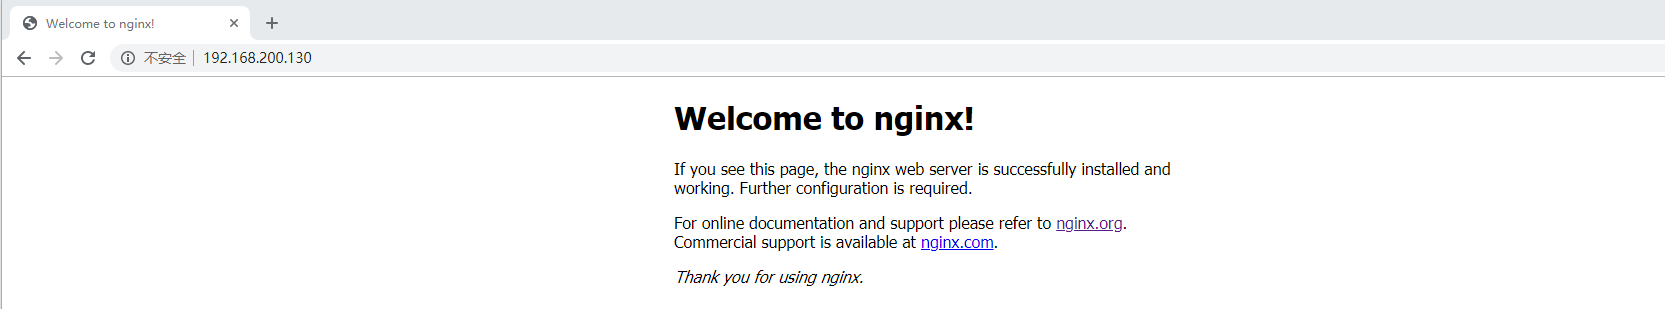 Welcome to nginx!
不安全 192.168.200.130
Welcome to nginx!
If you see this page, the nginx web server is successfully installed and
working. Further configuration is required.
For online documentation and support please refer to nginx.org.
Commercial support is available at nginx.com.
Thank you for using nginx.